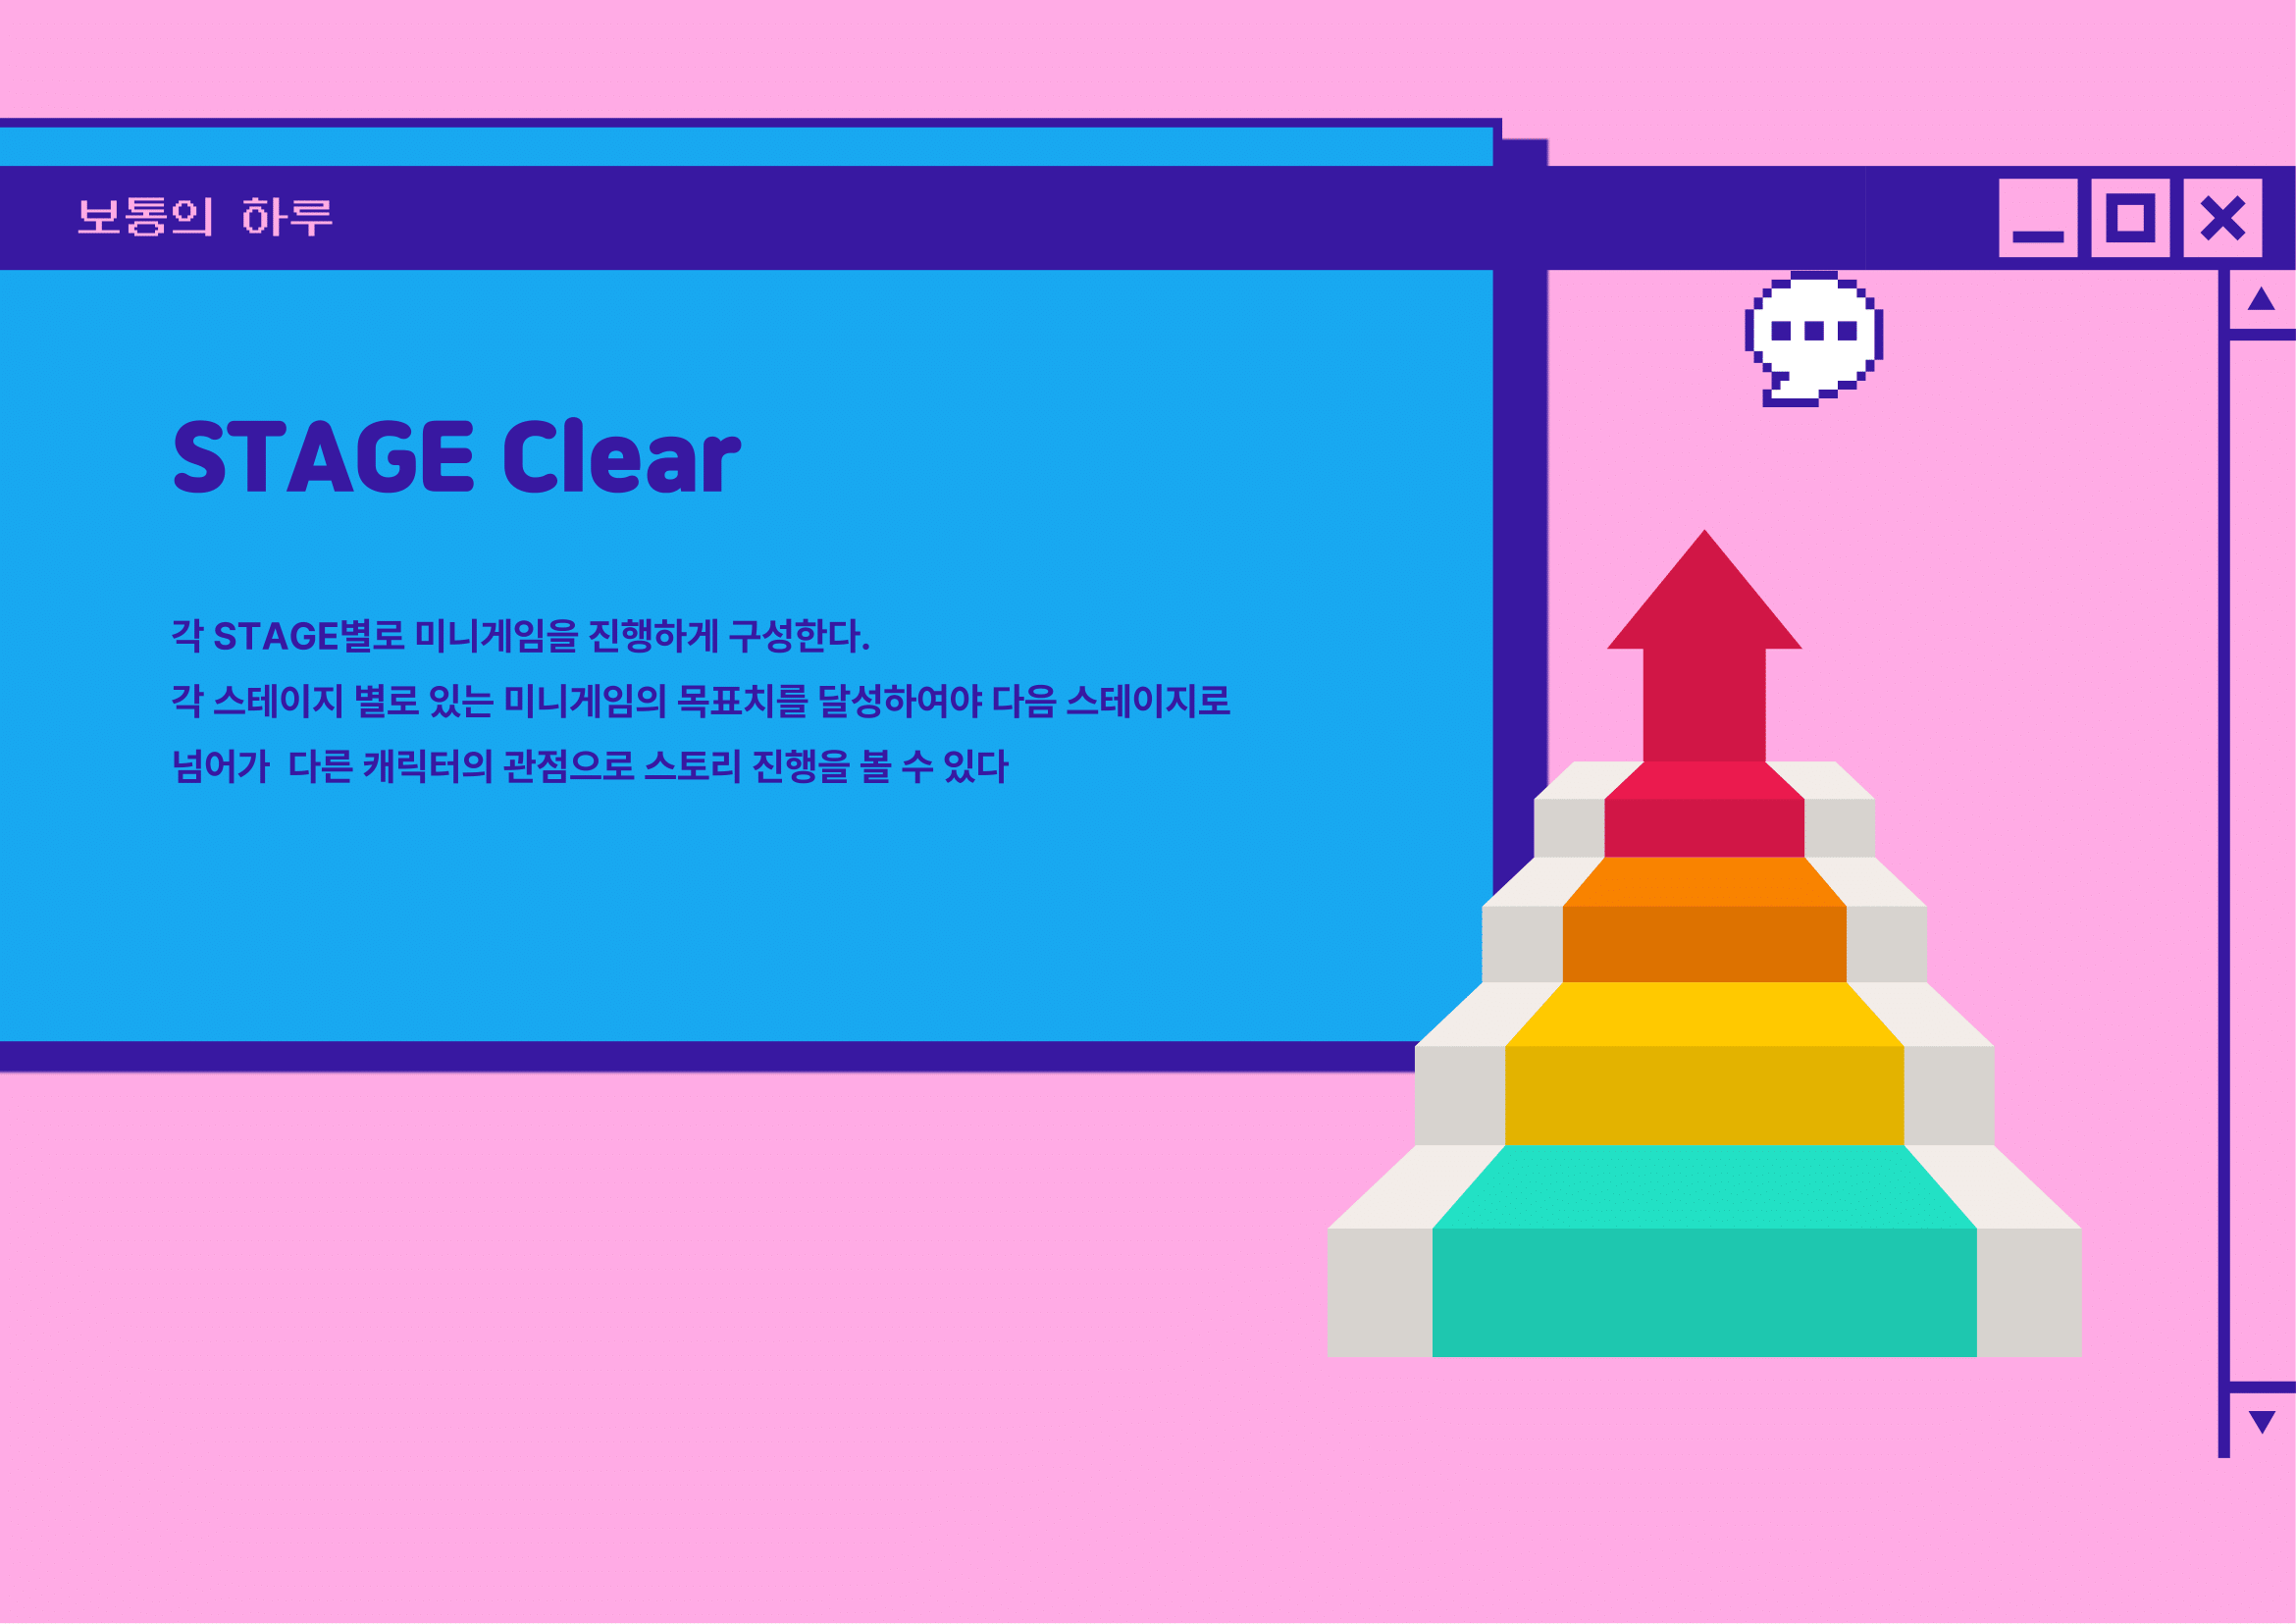 보통의 하루
STAGE Clear
각 STAGE별로 미니게임을 진행하게 구성한다.
각 스테이지 별로 있는 미니게임의 목표치를 달성하여야 다음 스테이지로
넘어가 다른 캐릭터의 관점으로 스토리 진행을 볼 수 있다